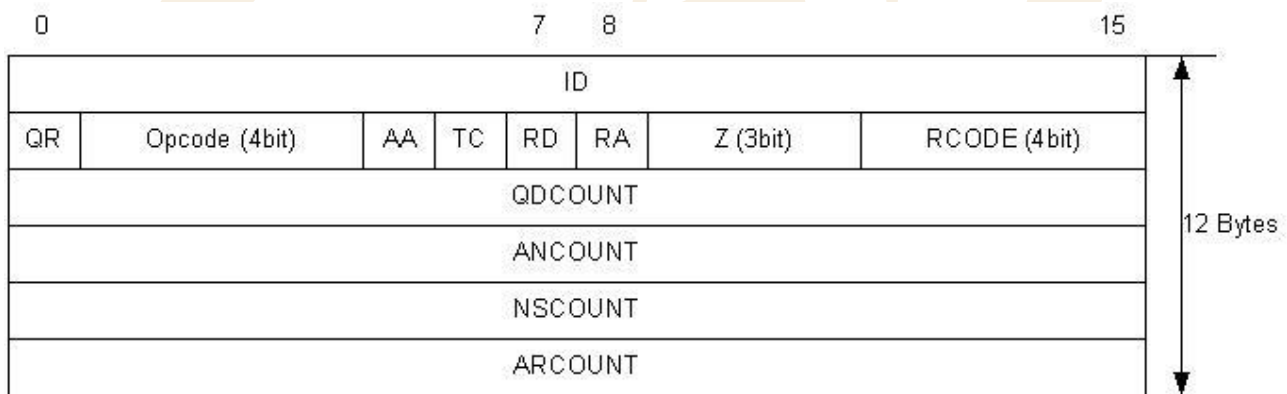 0 7 8 15
ID
QR Opcode (4bit) AA TC RD RA Z (3bit) RCODE (4bit)
QDCOUNT
ANCOUNT
12 Bytes
NSCOUNT
ARCOUNT